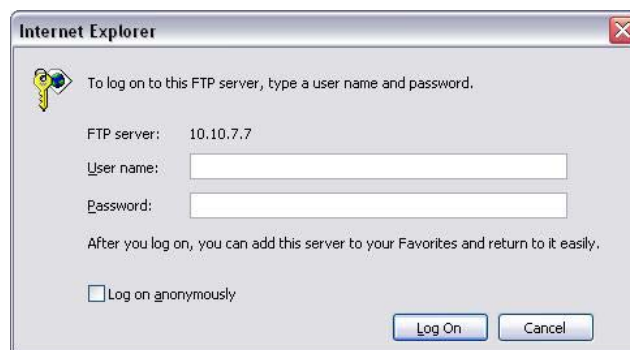 Internet Explorer
To log on to this FTP server, type a user name and password.
FTP server: 10.10.7.7
User name:
Password:
After you log on, you can add this server to your Favorites and return to it easily.
Log on anonymously
Log On Cancel